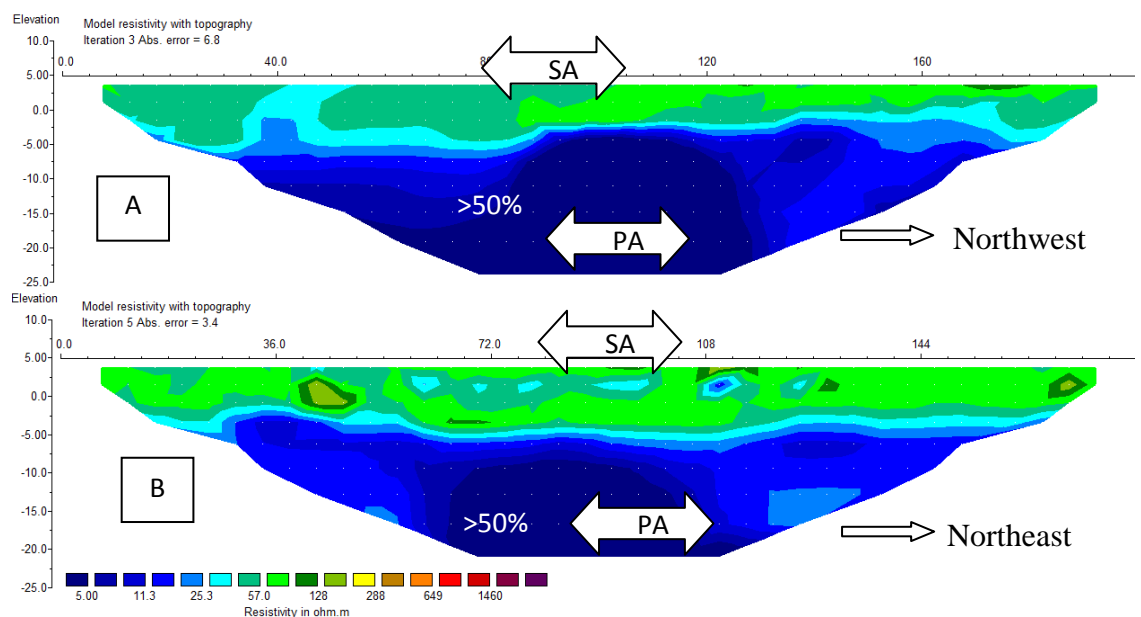 Elevation
Model resistivity with topography
Iteration 3 Abs. error = 6.8
10.0
5.00
0.0
-5.0
-10.0
-15.0
-20.0
-25.0
0.0 40.0 120 160
SA
A
>50%
PA
Northwest
Elevation
Model resistivity with topography
Iteration 5 Abs. error = 3.4
10.0
5.00
0.0
-5.0
-10.0
-15.0
-20.0
-25.0
0.0 36.0 72.0 108 144
SA
B
>50%
PA
Northeast
5.00 11.3 25.3 57.0 128 288 649 1460
Resistivity in ohm.m